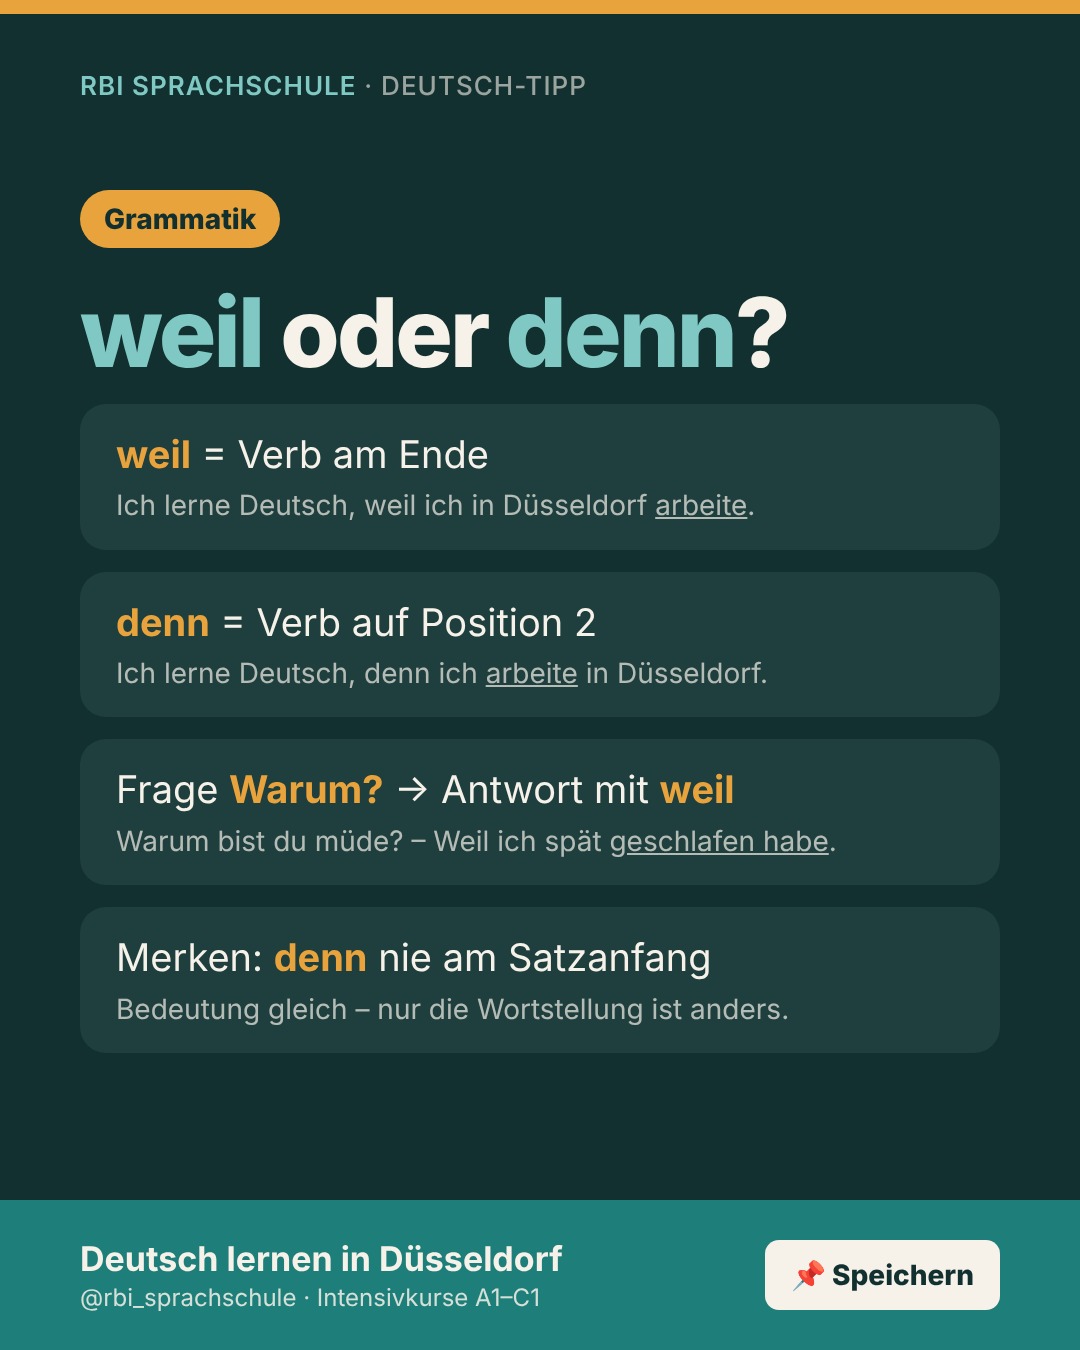 RBI SPRACHSCHULE · DEUTSCH-TIPP
Grammatik
weil oder denn?
weil = Verb am Ende
Ich lerne Deutsch, weil ich in Düsseldorf arbeite.
denn = Verb auf Position 2
Ich lerne Deutsch, denn ich arbeite in Düsseldorf.
Frage Warum? → Antwort mit weil
Warum bist du müde? – Weil ich spät geschlafen habe.
Merken: denn nie am Satzanfang
Bedeutung gleich – nur die Wortstellung ist anders.
Deutsch lernen in Düsseldorf
@rbi_sprachschule · Intensivkurse A1–C1
📌 Speichern